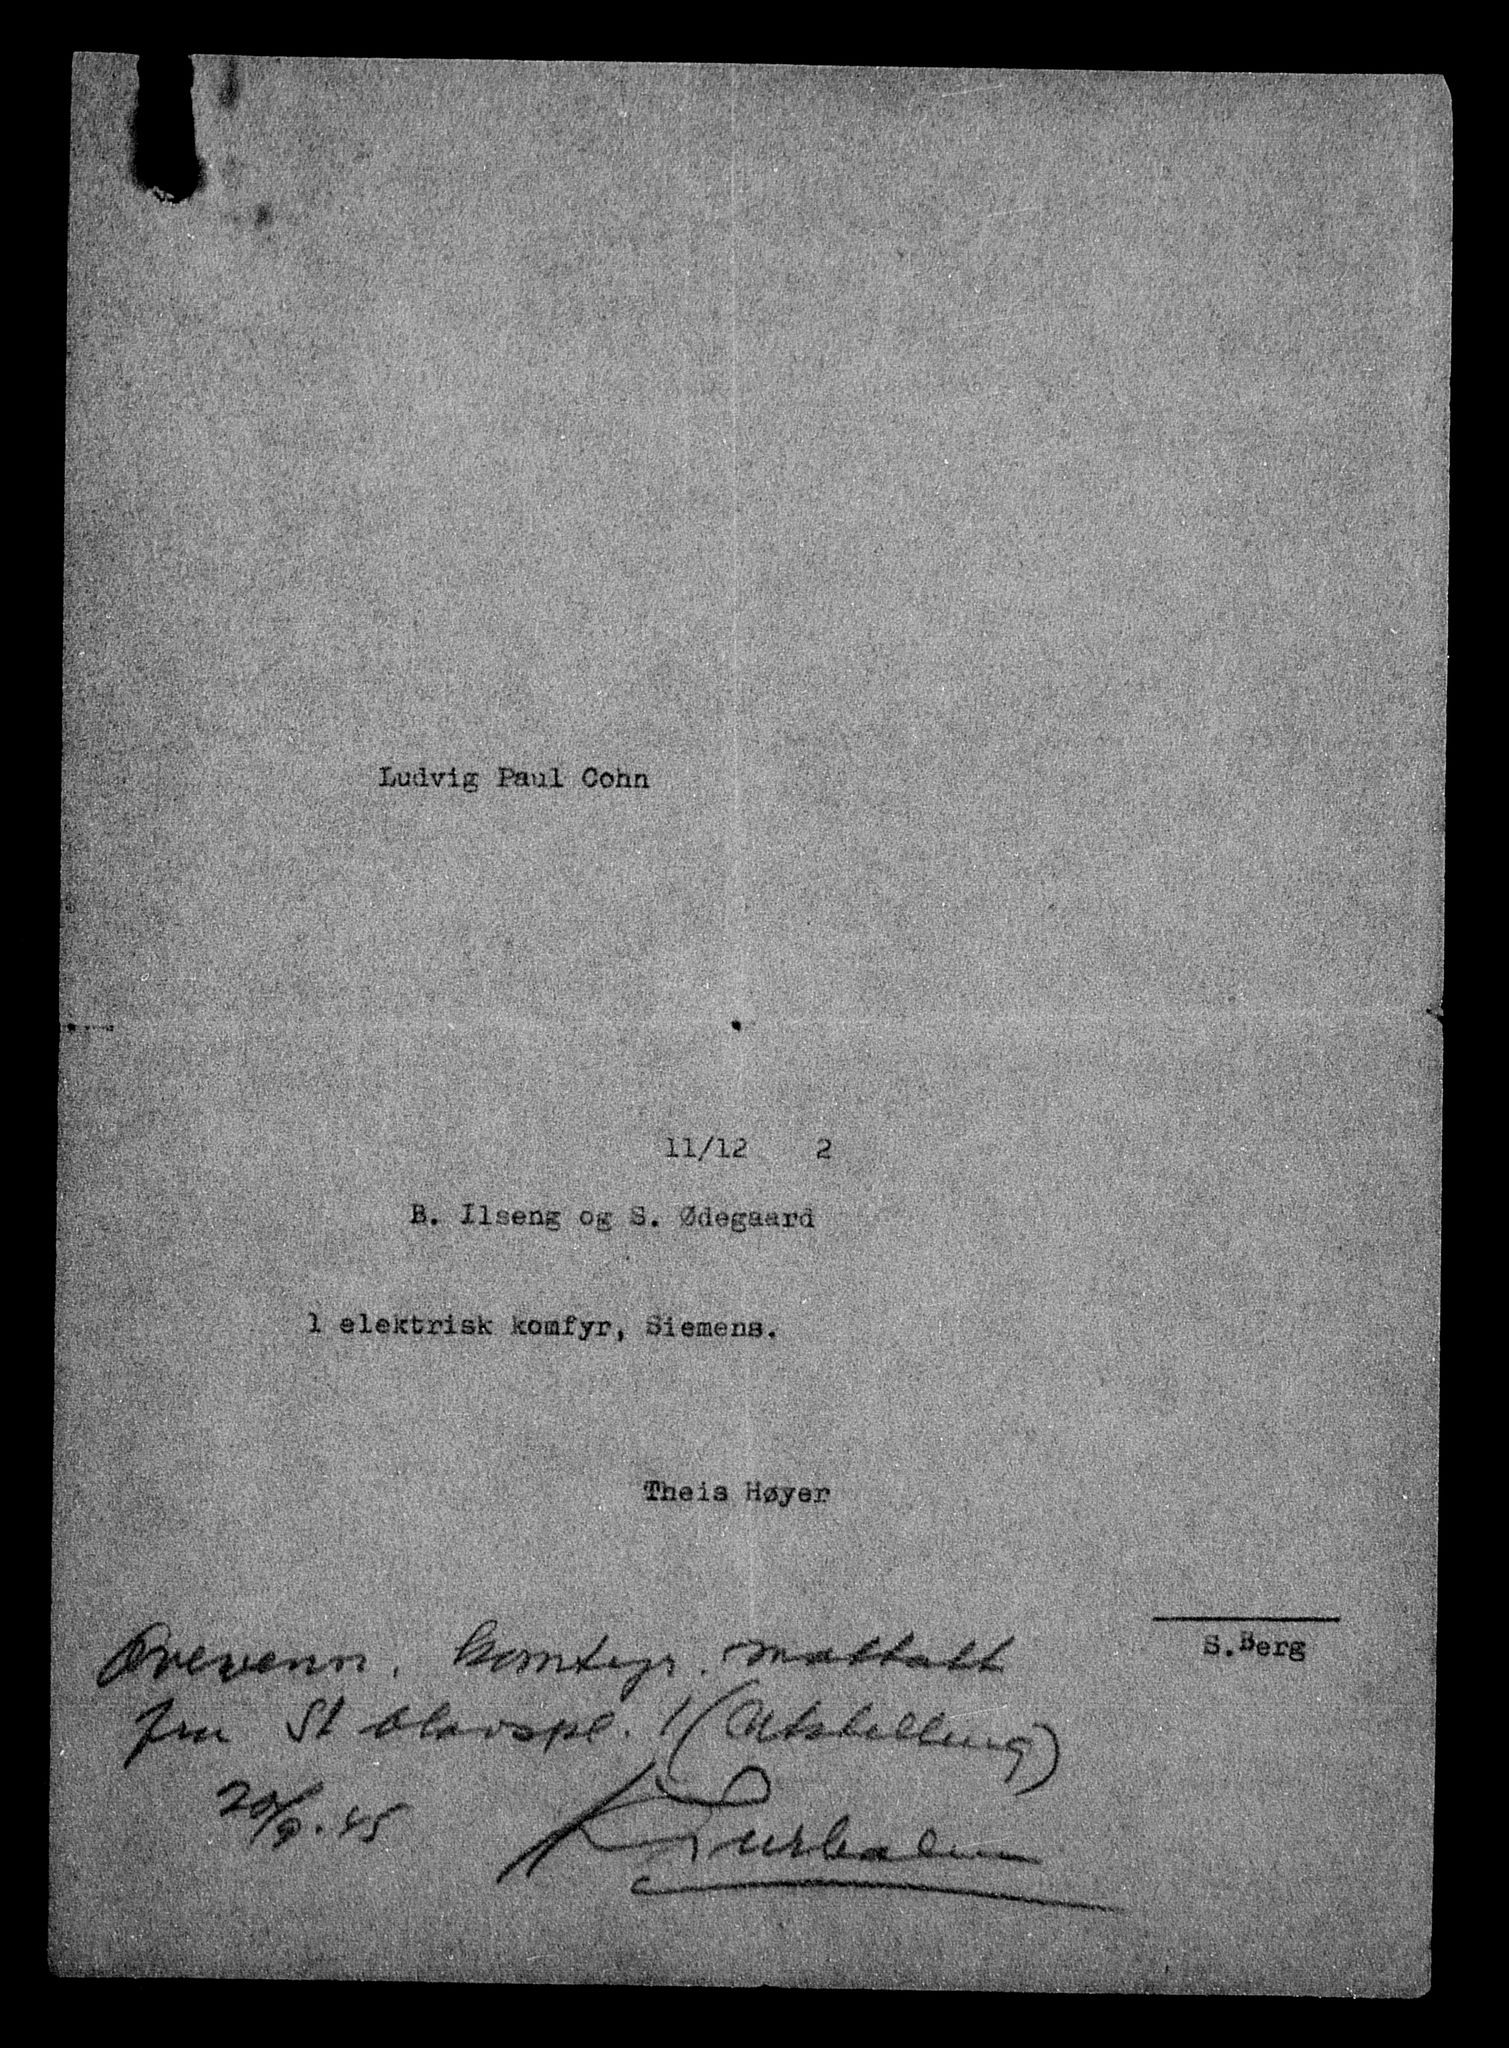 Ludvig Paul Cohn
11/12 2
B. Ilseng og S. Ødegaard
1 elektrisk komfyr, Siemens.
Theis Høyer
S.Berg
Ovevenn. komfyr. mottatt
fra St Olavspl. 1 (Utstilling)
20/9.45